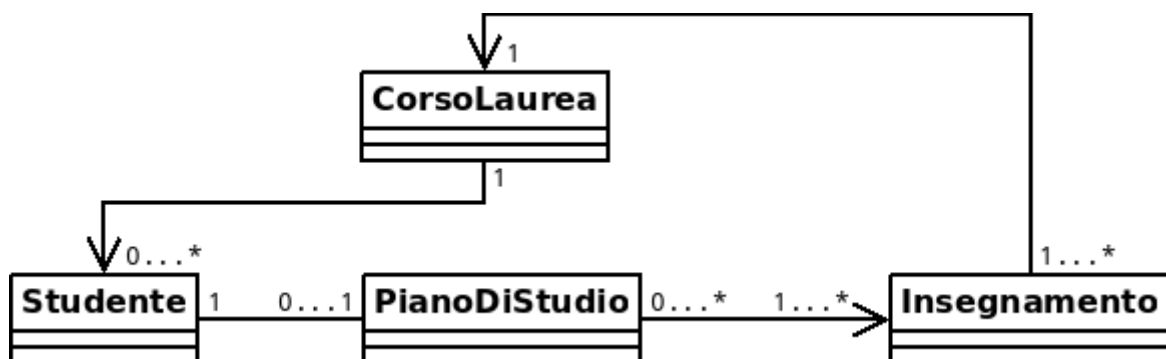 1
CorsoLaurea
1
0...*
1...*
Studente
1
0...1
PianoDiStudio
0...*
1...*
Insegnamento